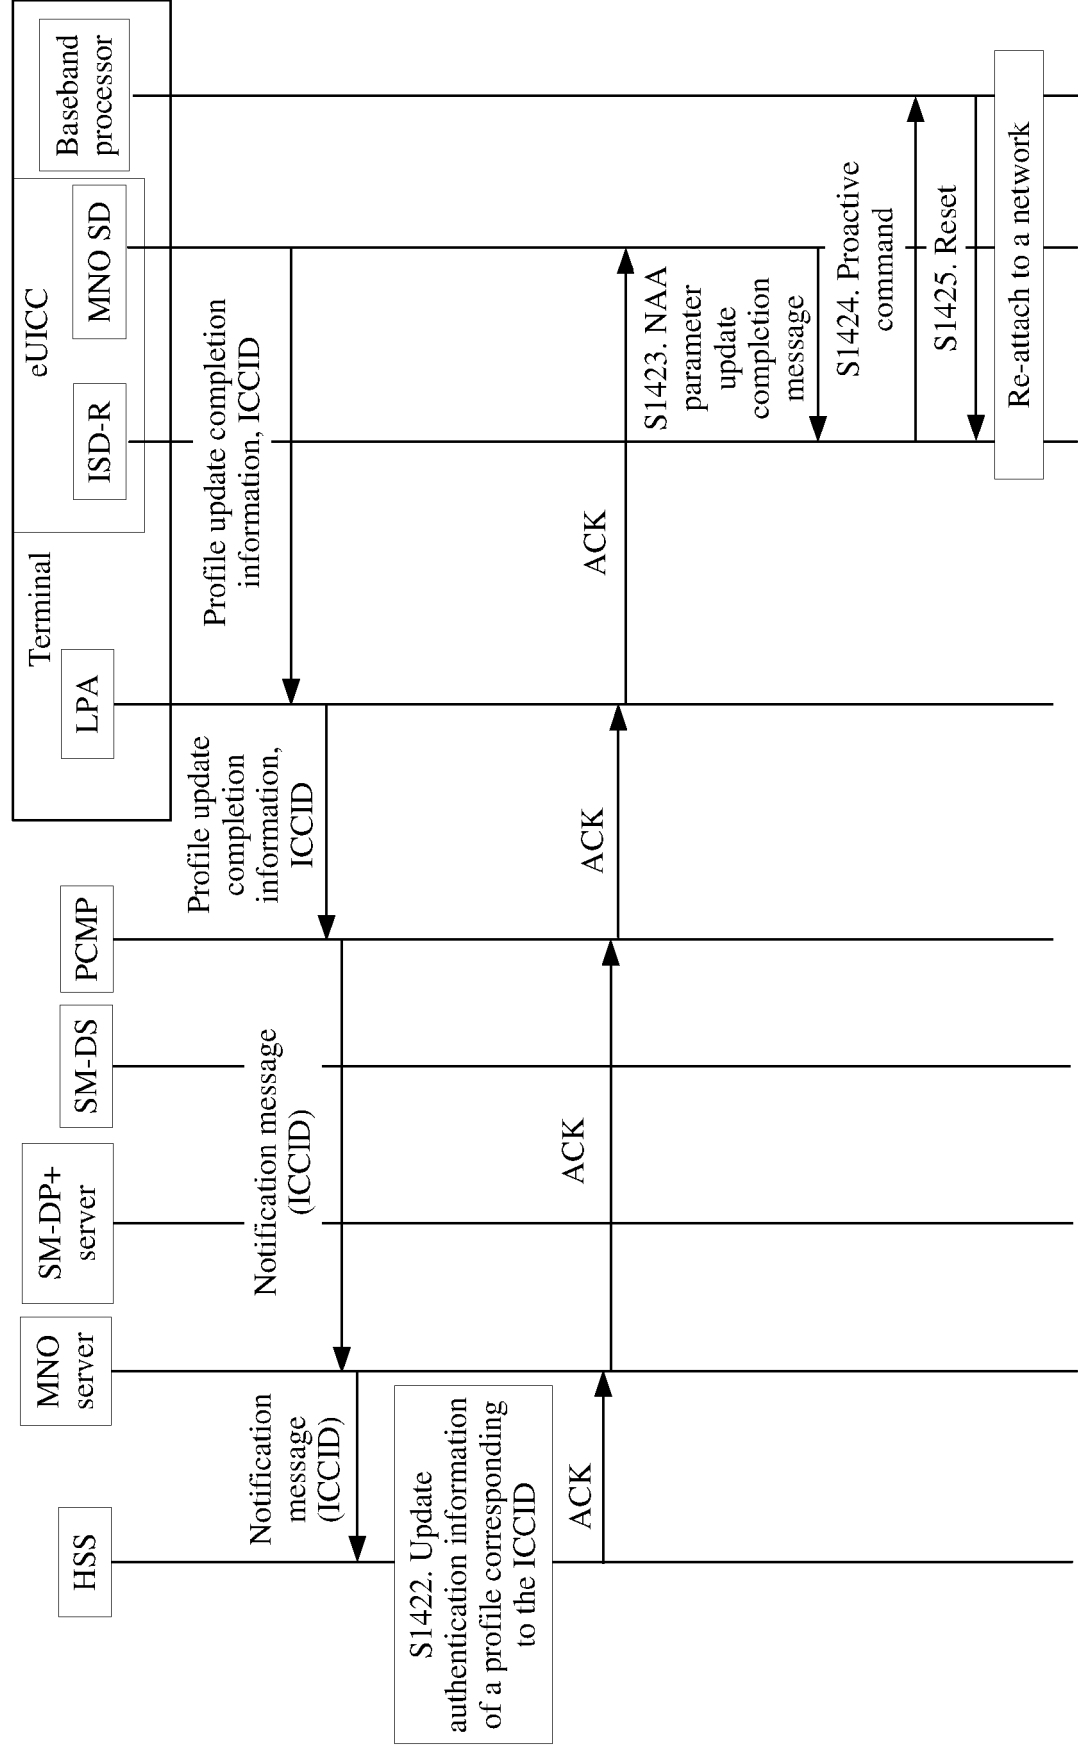 HSS
MNO
server
SM-DP+
server
SM-DS
PCMP
Terminal
LPA
eUICC
ISD-R
MNO SD
Baseband
processor
Profile update completion
information, ICCID
Profile update
completion
information,
ICCID
Notification message
(ICCID)
Notification
message
(ICCID)
S1422. Update
authentication information
of a profile corresponding
to the ICCID
ACK
ACK
ACK
ACK
S1423. NAA
parameter
update
completion
message
S1424. Proactive
command
S1425. Reset
Re-attach to a network